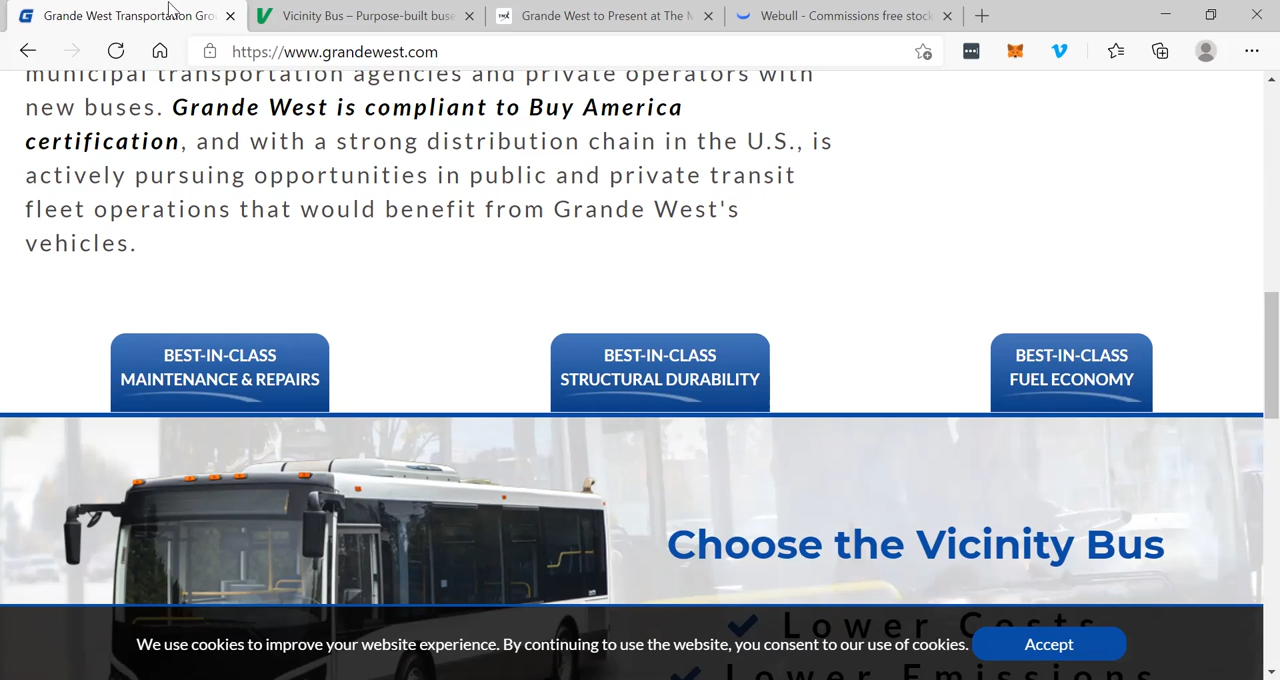 Grande West Transportation Gro
Vicinity Bus – Purpose-built buse
Grande West to Present at The M
Webull - Commissions free stock
https://www.grandewest.com
municipal transportation agencies and private operators with
new buses. Grande West is compliant to Buy America
certification, and with a strong distribution chain in the U.S., is
actively pursuing opportunities in public and private transit
fleet operations that would benefit from Grande West's
vehicles.
BEST-IN-CLASS
MAINTENANCE & REPAIRS
BEST-IN-CLASS
STRUCTURAL DURABILITY
BEST-IN-CLASS
FUEL ECONOMY
Choose the Vicinity Bus
Lower Costs
We use cookies to improve your website experience. By continuing to use the website, you consent to our use of cookies.
Accept
Lower Emissions